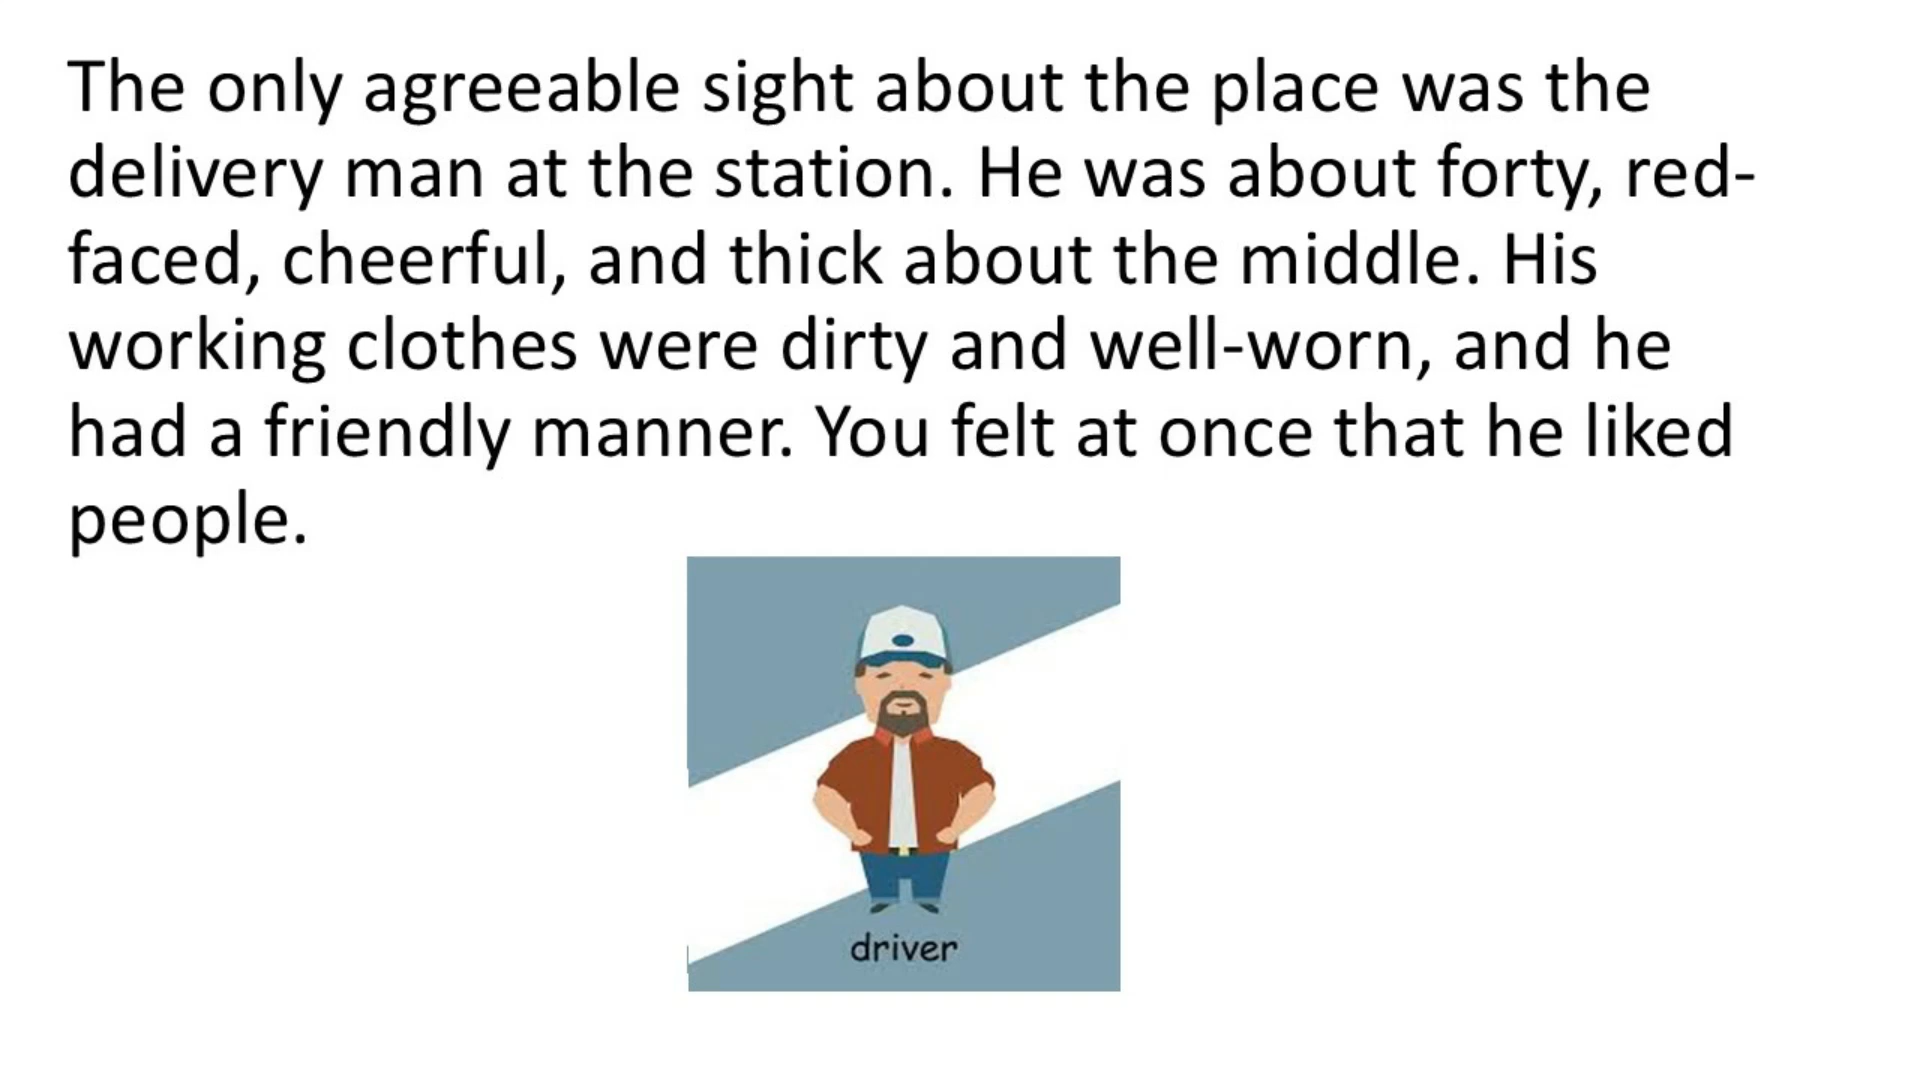 The only agreeable sight about the place was the
delivery man at the station. He was about forty, red-
faced, cheerful, and thick about the middle. His
working clothes were dirty and well-worn, and he
had a friendly manner. You felt at once that he liked
people.
driver